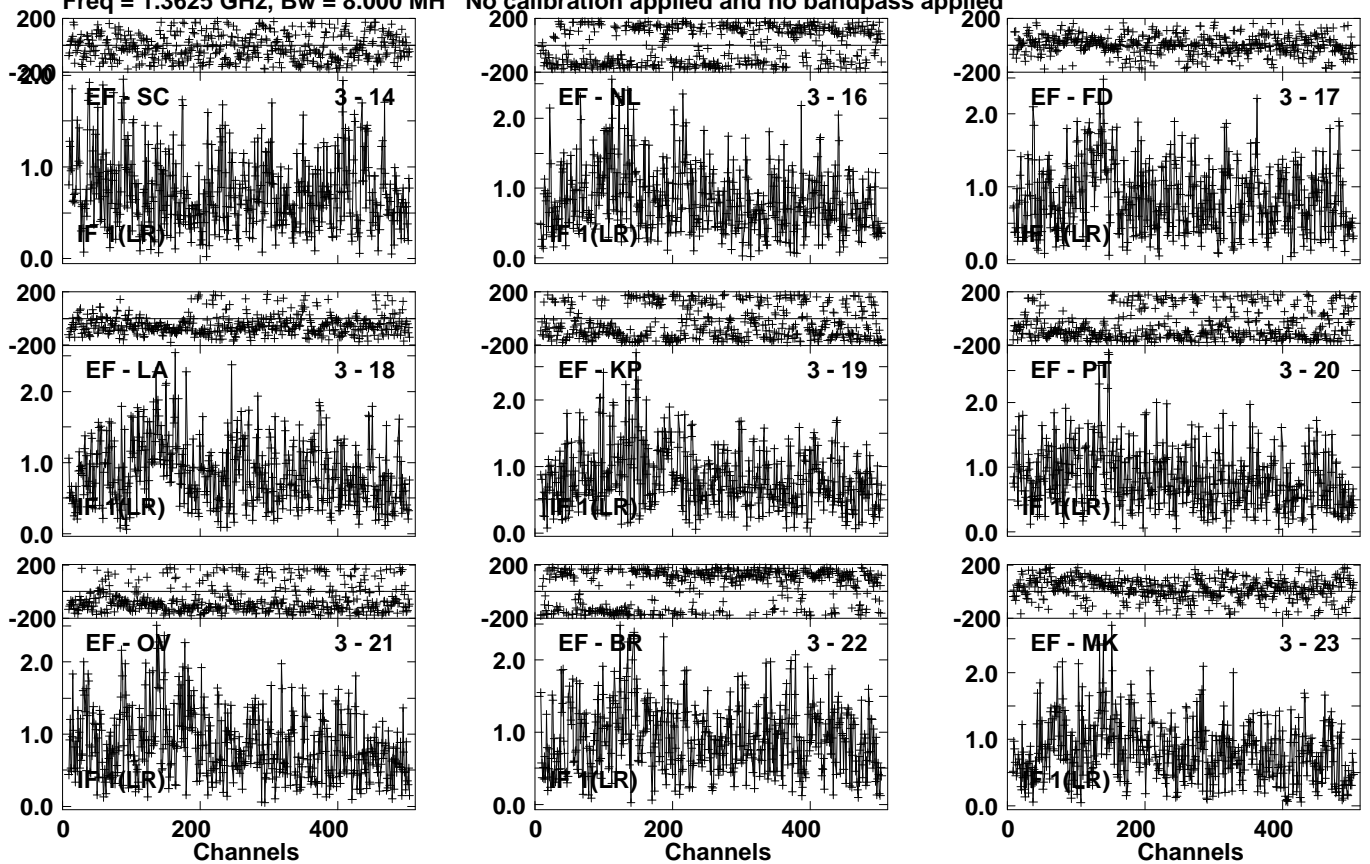 Freq = 1.3625 GHz, Bw = 8.000 MH No calibration applied and no bandpass applied
200
-200
2.0
1.0
0.0
EF - SC
3 - 14
IF 1(LR)
200
-200
2.0
1.0
0.0
EF - NL
3 - 16
IF 1(LR)
200
-200
2.0
1.0
0.0
EF - FD
3 - 17
IF 1(LR)
200
-200
2.0
1.0
0.0
EF - LA
3 - 18
IF 1(LR)
200
-200
2.0
1.0
0.0
EF - KP
3 - 19
IF 1(LR)
200
-200
2.0
1.0
0.0
EF - PT
3 - 20
IF 1(LR)
200
-200
2.0
1.0
0.0
EF - OV
3 - 21
IF 1(LR)
0 200 400
Channels
200
-200
2.0
1.0
0.0
EF - BR
3 - 22
IF 1(LR)
0 200 400
Channels
200
-200
2.0
1.0
0.0
EF - MK
3 - 23
IF 1(LR)
0 200 400
Channels